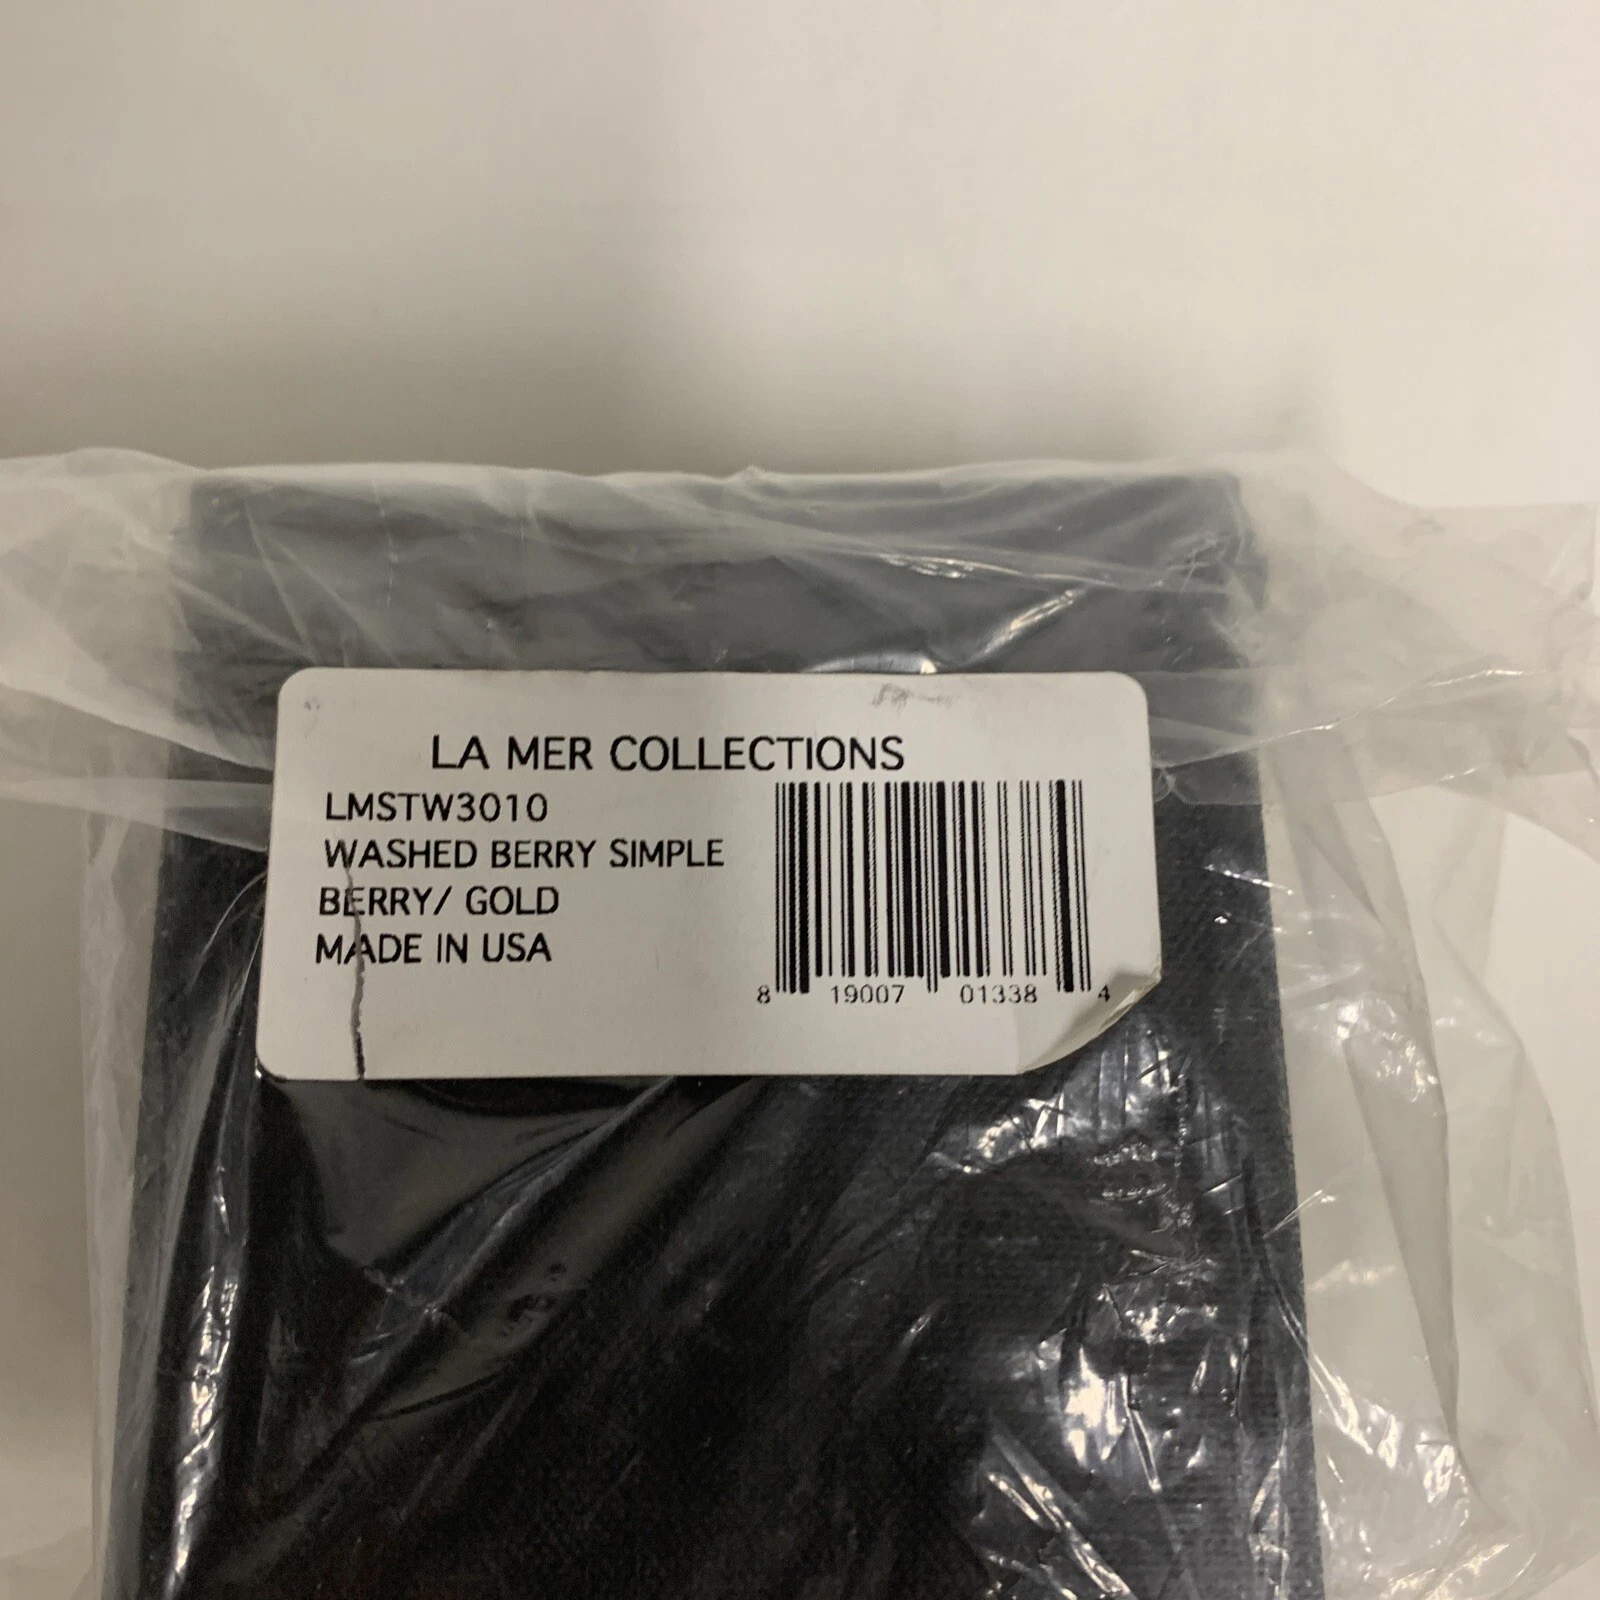 LA MER COLLECTIONS
LMSTW3010
WASHED BERRY SIMPLE
BERRY/ GOLD
MADE IN USA
8 19007 01338 4